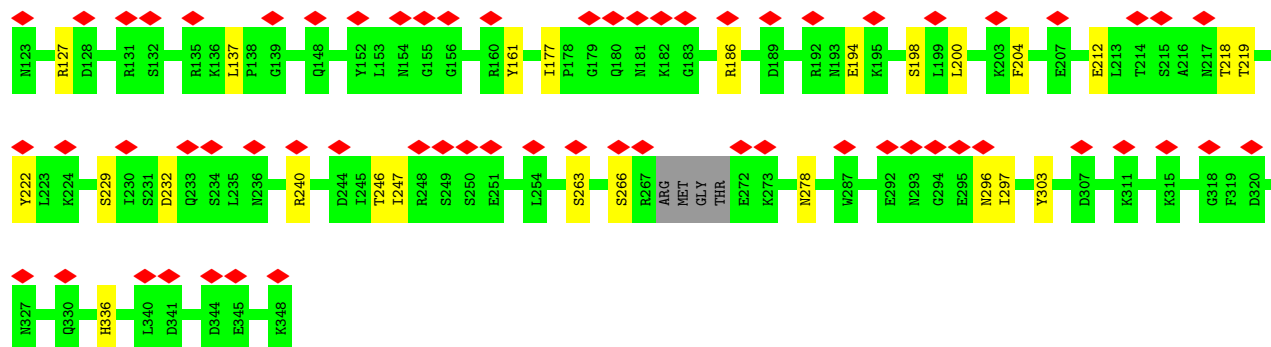 N123 R127 D128 R131 S132 R135 K136 L137 P138 G139 Q148 Y152 L153 N154 G155 G156 R160 Y161 I177 P178 G179 Q180 N181 K182 G183 R186 D189 R192 N193 E194 K195 S198 L199 L200 K203 F204 E207 E212 L213 T214 S215 A216 N217 T218 T219
Y222 L223 K224 S229 I230 S231 D232 Q233 S234 L235 N236 R240 D244 I245 T246 I247 R248 S249 S250 E251 L254 S263 S266 R267 ARG MET GLY THR E272 K273 N278 W287 E292 N293 G294 E295 N296 I297 Y303 D307 K311 K315 G318 F319 D320
N327 Q330 H336 L340 D341 D344 E345 K348